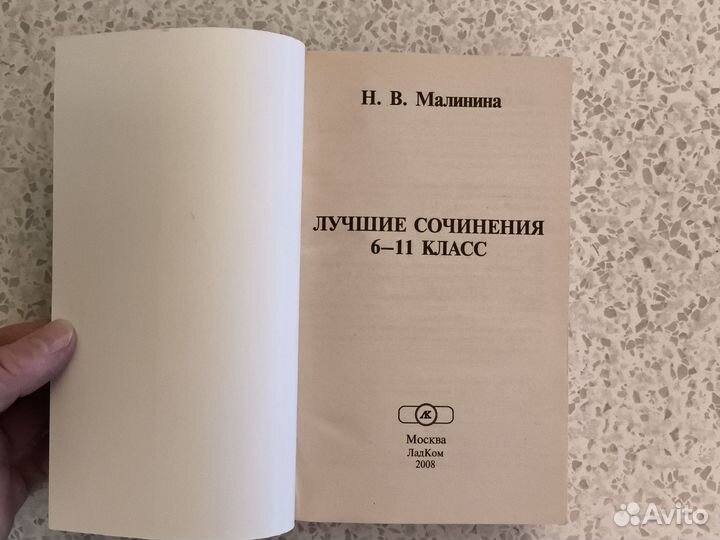 Н. В. Малинина
ЛУЧШИЕ СОЧИНЕНИЯ
6–11 КЛАСС
ЛК
Москва
ЛадКом
2008
Avito